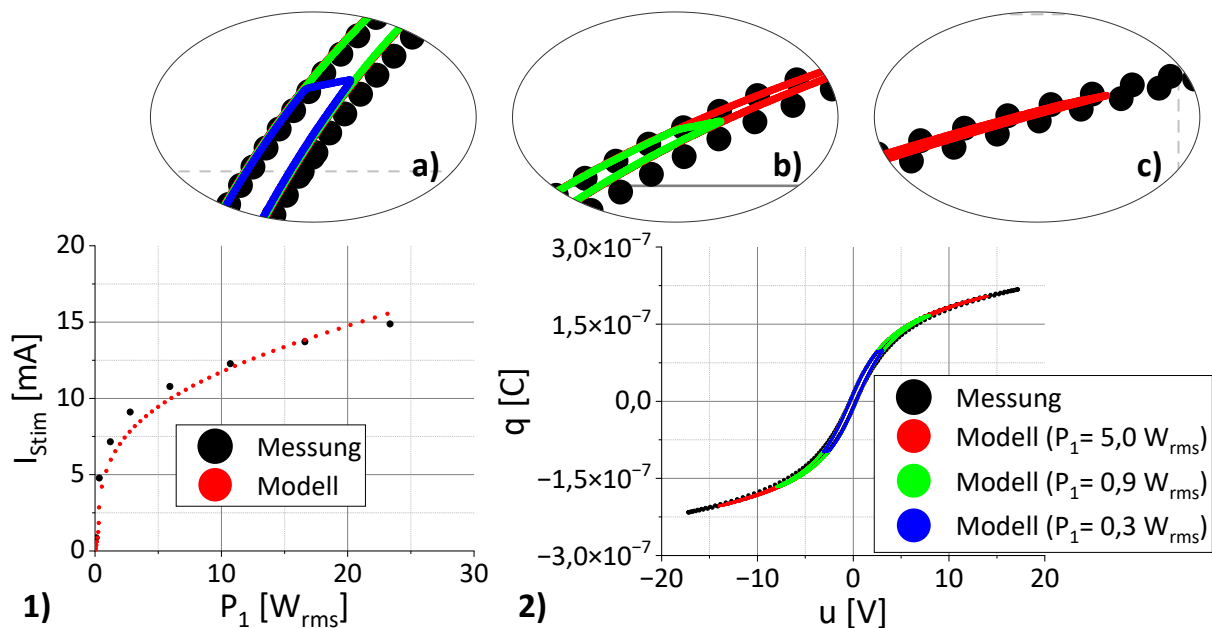 a)
b)
c)
20
15
10
5
0
I_Stim [mA]
Messung
Modell
0
10
20
30
P_1 [W_rms]
1)
3,0×10⁻⁷
1,5×10⁻⁷
0,0
−1,5×10⁻⁷
−3,0×10⁻⁷
q [C]
Messung
Modell (P_1= 5,0 W_rms)
Modell (P_1= 0,9 W_rms)
Modell (P_1= 0,3 W_rms)
−20
−10
0
10
20
u [V]
2)